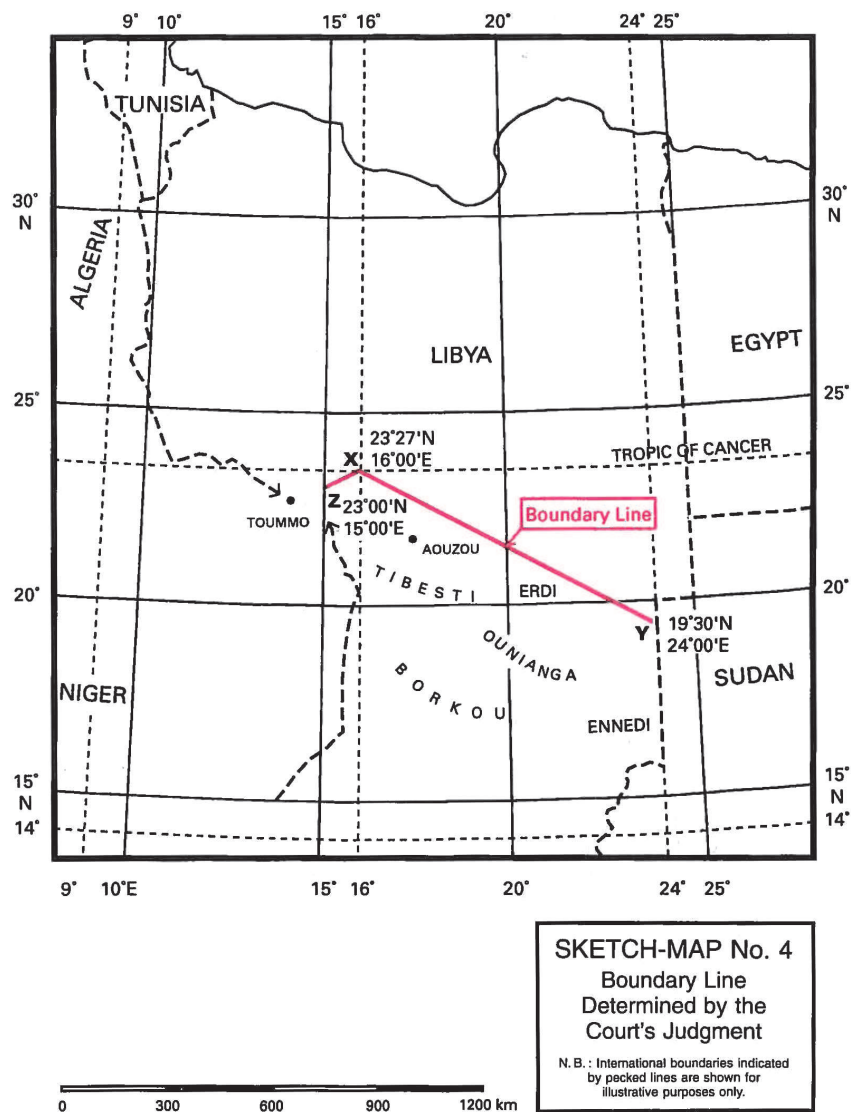 9° 10° 15° 16° 20° 24° 25°
TUNISIA
30°
N
30°
N
ALGERIA
LIBYA
EGYPT
25°
25°
X
23°27'N
16°00'E
TROPIC OF CANCER
Z
23°00'N
15°00'E
TOUMMO
Boundary Line
AOUZOU
TIBESTI
ERDI
20°
20°
Y
19°30'N
24°00'E
OUNIANGA
BORKOU
NIGER
SUDAN
ENNEDI
15°
N
15°
N
14°
14°
9° 10°E 15° 16° 20° 24° 25°
SKETCH-MAP No. 4
Boundary Line
Determined by the
Court's Judgment
N. B. : International boundaries indicated
by pecked lines are shown for
illustrative purposes only.
0 300 600 900 1200 km